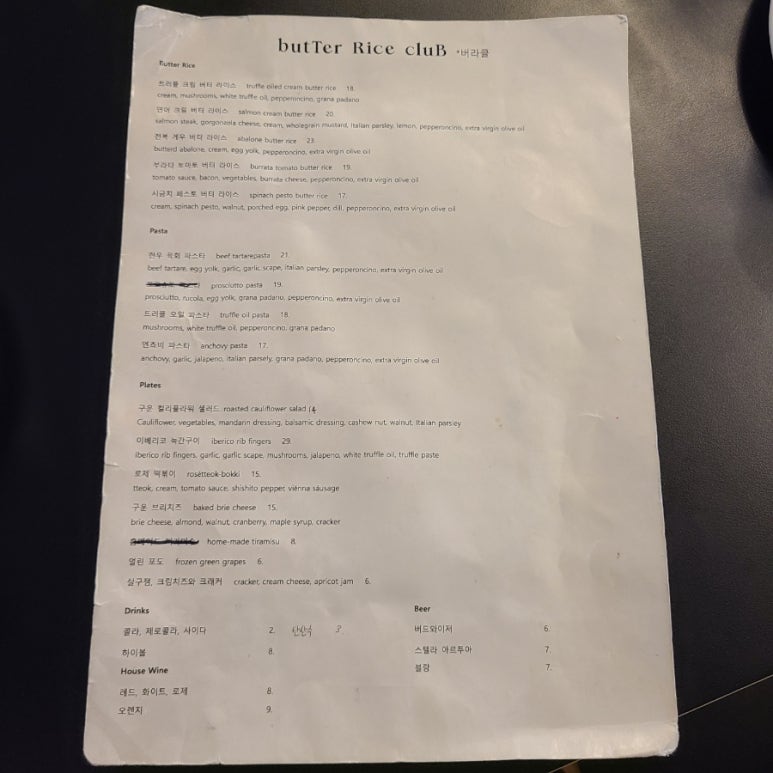 butTer Rice cluB *버라클
Butter Rice
트러플 크림 버터 라이스 truffle oiled cream butter rice 18.
cream, mushrooms, white truffle oil, pepperoncino, grana padano
연어 크림 버터 라이스 salmon cream butter rice 20.
salmon steak, gorgonzola cheese, cream, wholegrain mustard, Italian parsley, lemon, pepperoncino, extra virgin olive oil
전복 게우 버터 라이스 abalone butter rice 23.
butterd abalone, cream, egg yolk, pepperoncino, extra virgin olive oil
부라타 토마토 버터 라이스 burrata tomato butter rice 19.
tomato sauce, bacon, vegetables, burrata cheese, pepperoncino, extra virgin olive oil
시금치 페스토 버터 라이스 spinach pesto butter rice 17.
cream, spinach pesto, walnut, porched egg, pink pepper, dill, pepperoncino, extra virgin olive oil
Pasta
한우 육회 파스타 beef tartarepasta 21.
beef tartare, egg yolk, garlic, garlic scape, italian parsley, pepperoncino, extra virgin olive oil
prosciutto pasta 19.
prosciutto, rucola, egg yolk, grana padano, pepperoncino, extra virgin olive oil
트러플 오일 파스타 truffle oil pasta 18.
mushrooms, white truffle oil, pepperoncino, grana padano
엔쵸비 파스타 anchovy pasta 17.
anchovy, garlic, jalapeno, italian parsely, grana padano, pepperoncino, extra virgin olive oil
Plates
구운 컬리플라워 샐러드 roasted cauliflower salad 14
Cauliflower, vegetables, mandarin dressing, balsamic dressing, cashew nut, walnut, Italian parsley
이베리코 늑간구이 iberico rib fingers 29.
Iberico rib fingers, garlic, garlic scape, mushrooms, jalapeno, white truffle oil, truffle paste
로제 떡볶이 rosétteok-bokki 15.
tteok, cream, tomato sauce, shishito pepper, vienna sausage
구운 브리치즈 baked brie cheese 15.
brie cheese, almond, walnut, cranberry, maple syrup, cracker
home-made tiramisu 8.
얼린 포도 frozen green grapes 6.
살구쨈, 크림치즈와 크래커 cracker, cream cheese, apricot jam 6.
Drinks
콜라, 제로콜라, 사이다 2. 탄산수 3.
하이볼 8.
House Wine
레드, 화이트, 로제 8.
오렌지 9.
Beer
버드와이저 6.
스텔라 아르투아 7.
블랑 7.